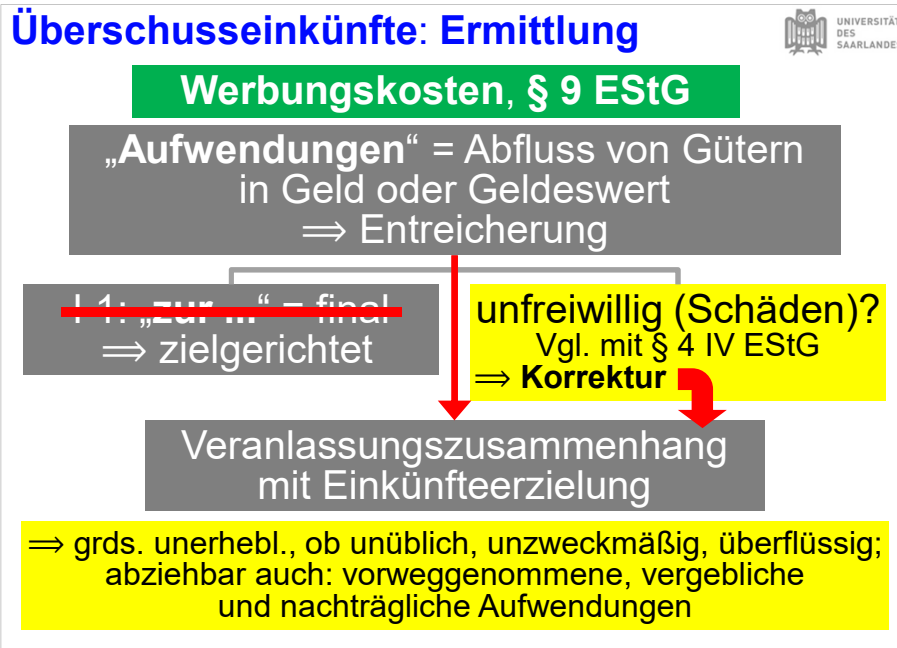 Überschusseinkünfte: Ermittlung
UNIVERSITÄT
DES
SAARLANDES
Werbungskosten, § 9 EStG
„Aufwendungen“ = Abfluss von Gütern
in Geld oder Geldeswert
⟹ Entreicherung
I 1: „zur ...“ = final
⟹ zielgerichtet
unfreiwillig (Schäden)?
Vgl. mit § 4 IV EStG
⟹ Korrektur
Veranlassungszusammenhang
mit Einkünfteerzielung
⟹ grds. unerhebl., ob unüblich, unzweckmäßig, überflüssig;
abziehbar auch: vorweggenommene, vergebliche
und nachträgliche Aufwendungen